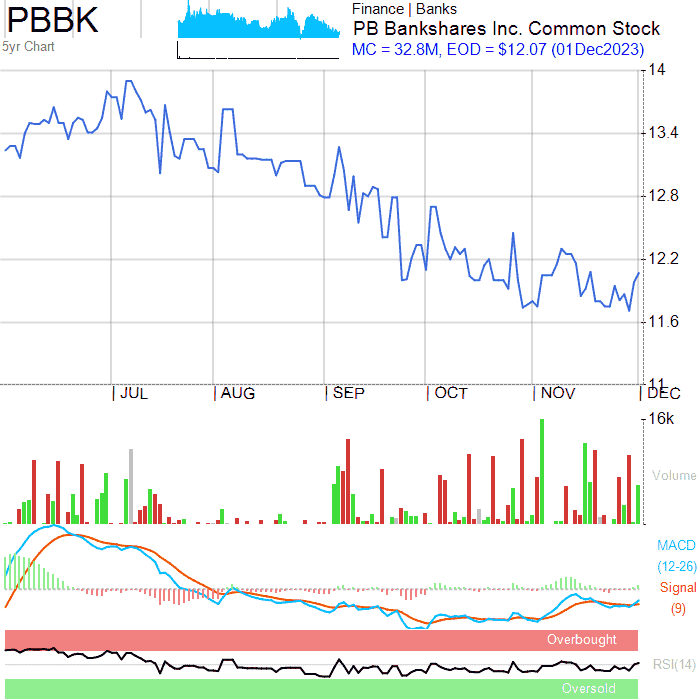 PBBK
5yr Chart
Finance | Banks
PB Bankshares Inc. Common Stock
MC = 32.8M, EOD = $12.07 (01Dec2023)
14
13.4
12.8
12.2
11.6
11
JUL AUG SEP OCT NOV DEC
16k
Volume
MACD
(12-26)
Signal
(9)
Overbought
RSI(14)
Oversold